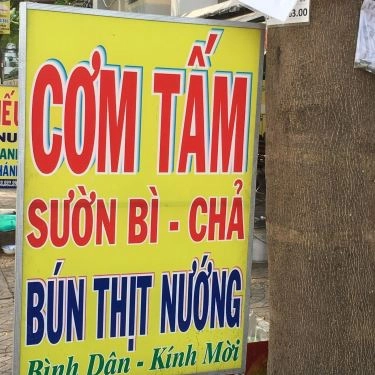 CƠM TẤM
SƯỜN BÌ - CHẢ
BÚN THỊT NƯỚNG
Bình Dân - Kính Mời